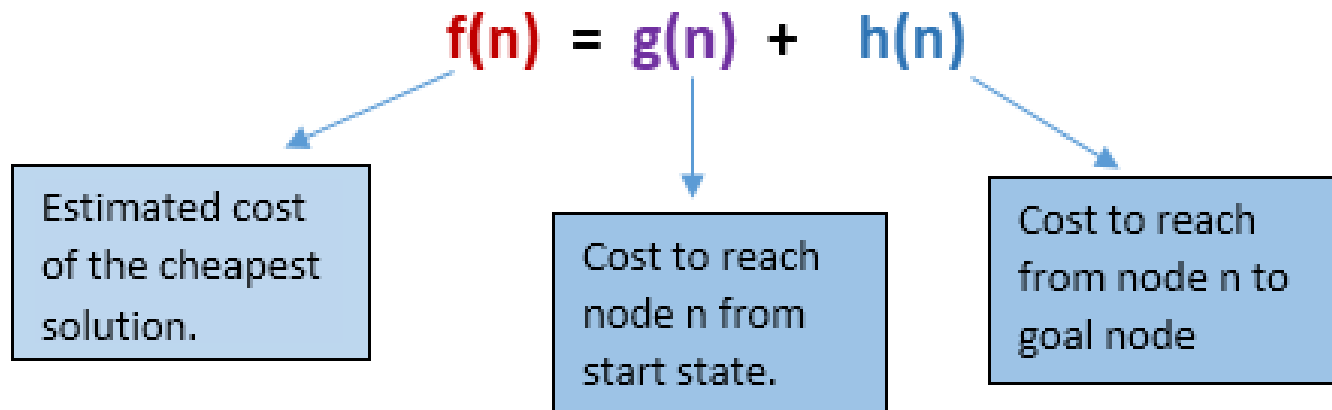 f(n) = g(n) + h(n)
Estimated cost
of the cheapest
solution.
Cost to reach
node n from
start state.
Cost to reach
from node n to
goal node